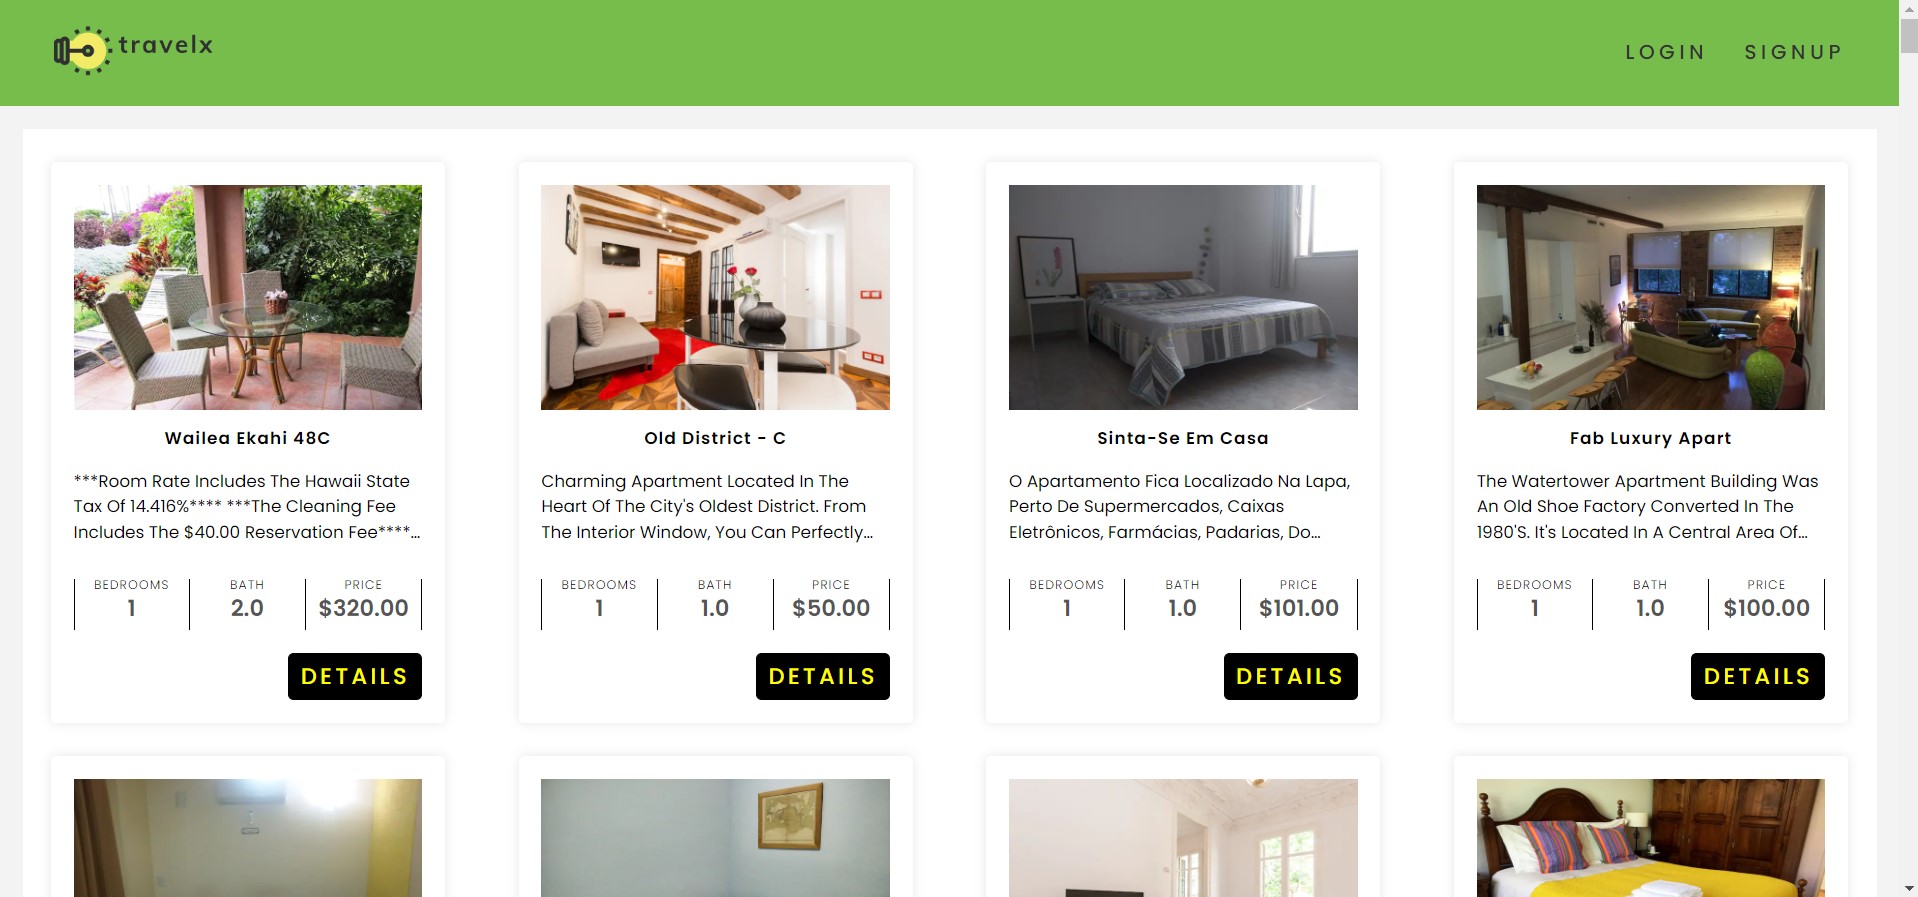 travelx
LOGIN SIGNUP
Wailea Ekahi 48C
***Room Rate Includes The Hawaii State
Tax Of 14.416%**** ***The Cleaning Fee
Includes The $40.00 Reservation Fee****...
BEDROOMS BATH PRICE
1 2.0 $320.00
DETAILS
Old District - C
Charming Apartment Located In The
Heart Of The City's Oldest District. From
The Interior Window, You Can Perfectly...
BEDROOMS BATH PRICE
1 1.0 $50.00
DETAILS
Sinta-Se Em Casa
O Apartamento Fica Localizado Na Lapa,
Perto De Supermercados, Caixas
Eletrônicos, Farmácias, Padarias, Do...
BEDROOMS BATH PRICE
1 1.0 $101.00
DETAILS
Fab Luxury Apart
The Watertower Apartment Building Was
An Old Shoe Factory Converted In The
1980'S. It's Located In A Central Area Of...
BEDROOMS BATH PRICE
1 1.0 $100.00
DETAILS